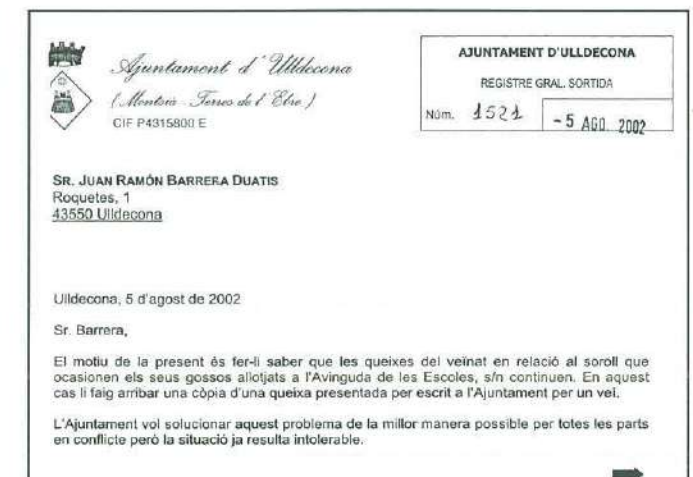 Ajuntament d'Ulldecona
(Montsià - Terres de l'Ebre)
CIF P4315800 E
AJUNTAMENT D'ULLDECONA
REGISTRE GRAL. SORTIDA
Núm. 1521
- 5 AGO. 2002
SR. JUAN RAMÓN BARRERA DUATIS
Roquetes, 1
43550 Ulldecona
Ulldecona, 5 d'agost de 2002
Sr. Barrera,
El motiu de la present és fer-li saber que les queixes del veïnat en relació al soroll que
ocasionen els seus gossos allotjats a l'Avinguda de les Escoles, s/n continuen. En aquest
cas li faig arribar una còpia d'una queixa presentada per escrit a l'Ajuntament per un veí.
L'Ajuntament vol solucionar aquest problema de la millor manera possible per totes les parts
en conflicte però la situació ja resulta intolerable.